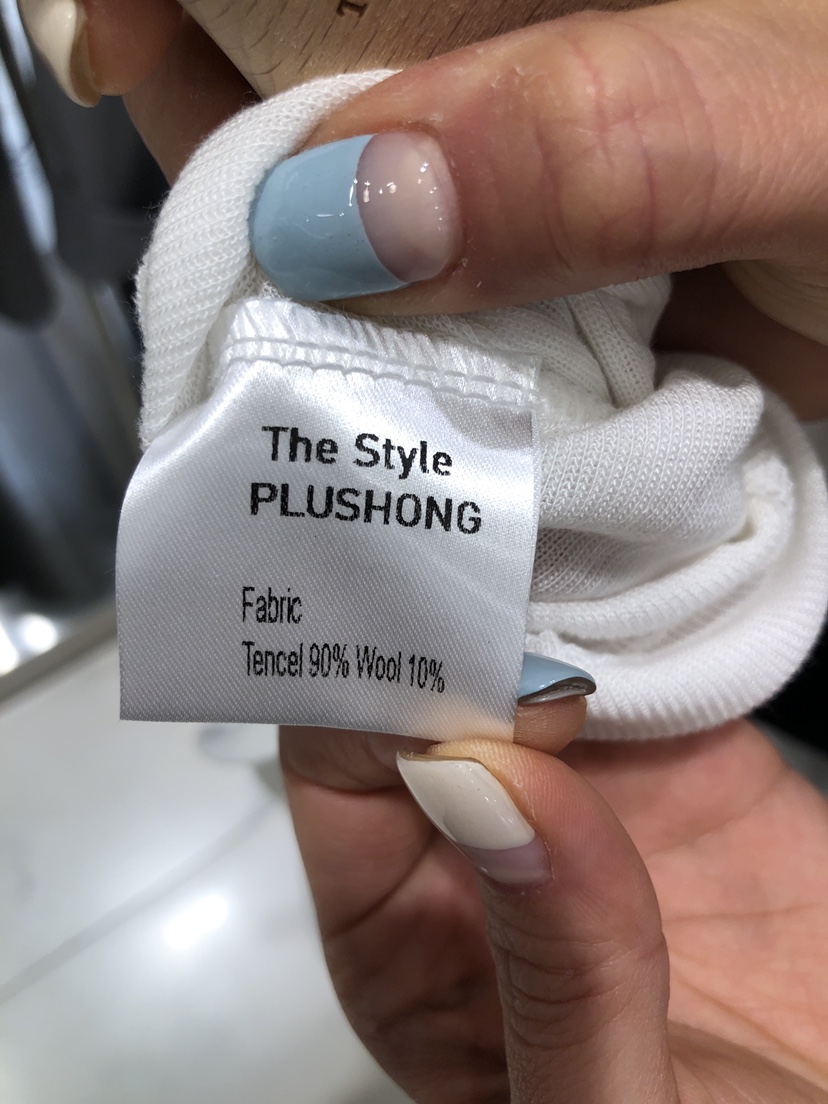 The Style
PLUSHONG
Fabric
Tencel 90% Wool 10%